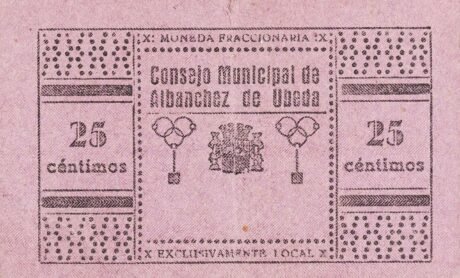 X: MONEDA FRACCIONARIA :X
Consejo Municipal de
Albanchez de Ubeda
25
céntimos
25
céntimos
X EXCLUSIVAMENTE LOCAL X